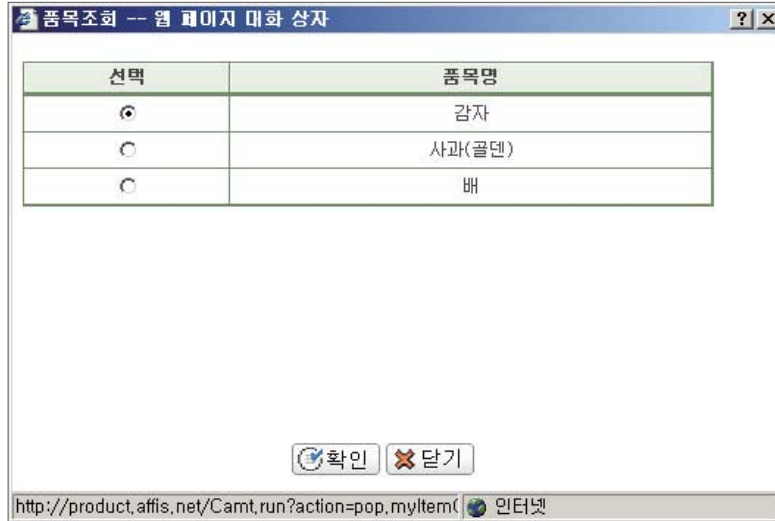 품목조회 -- 웹 페이지 대화 상자
선택 품목명
감자
사과(골덴)
배
확인 닫기
http://product.affis.net/Camt.run?action=pop.myItem( 인터넷